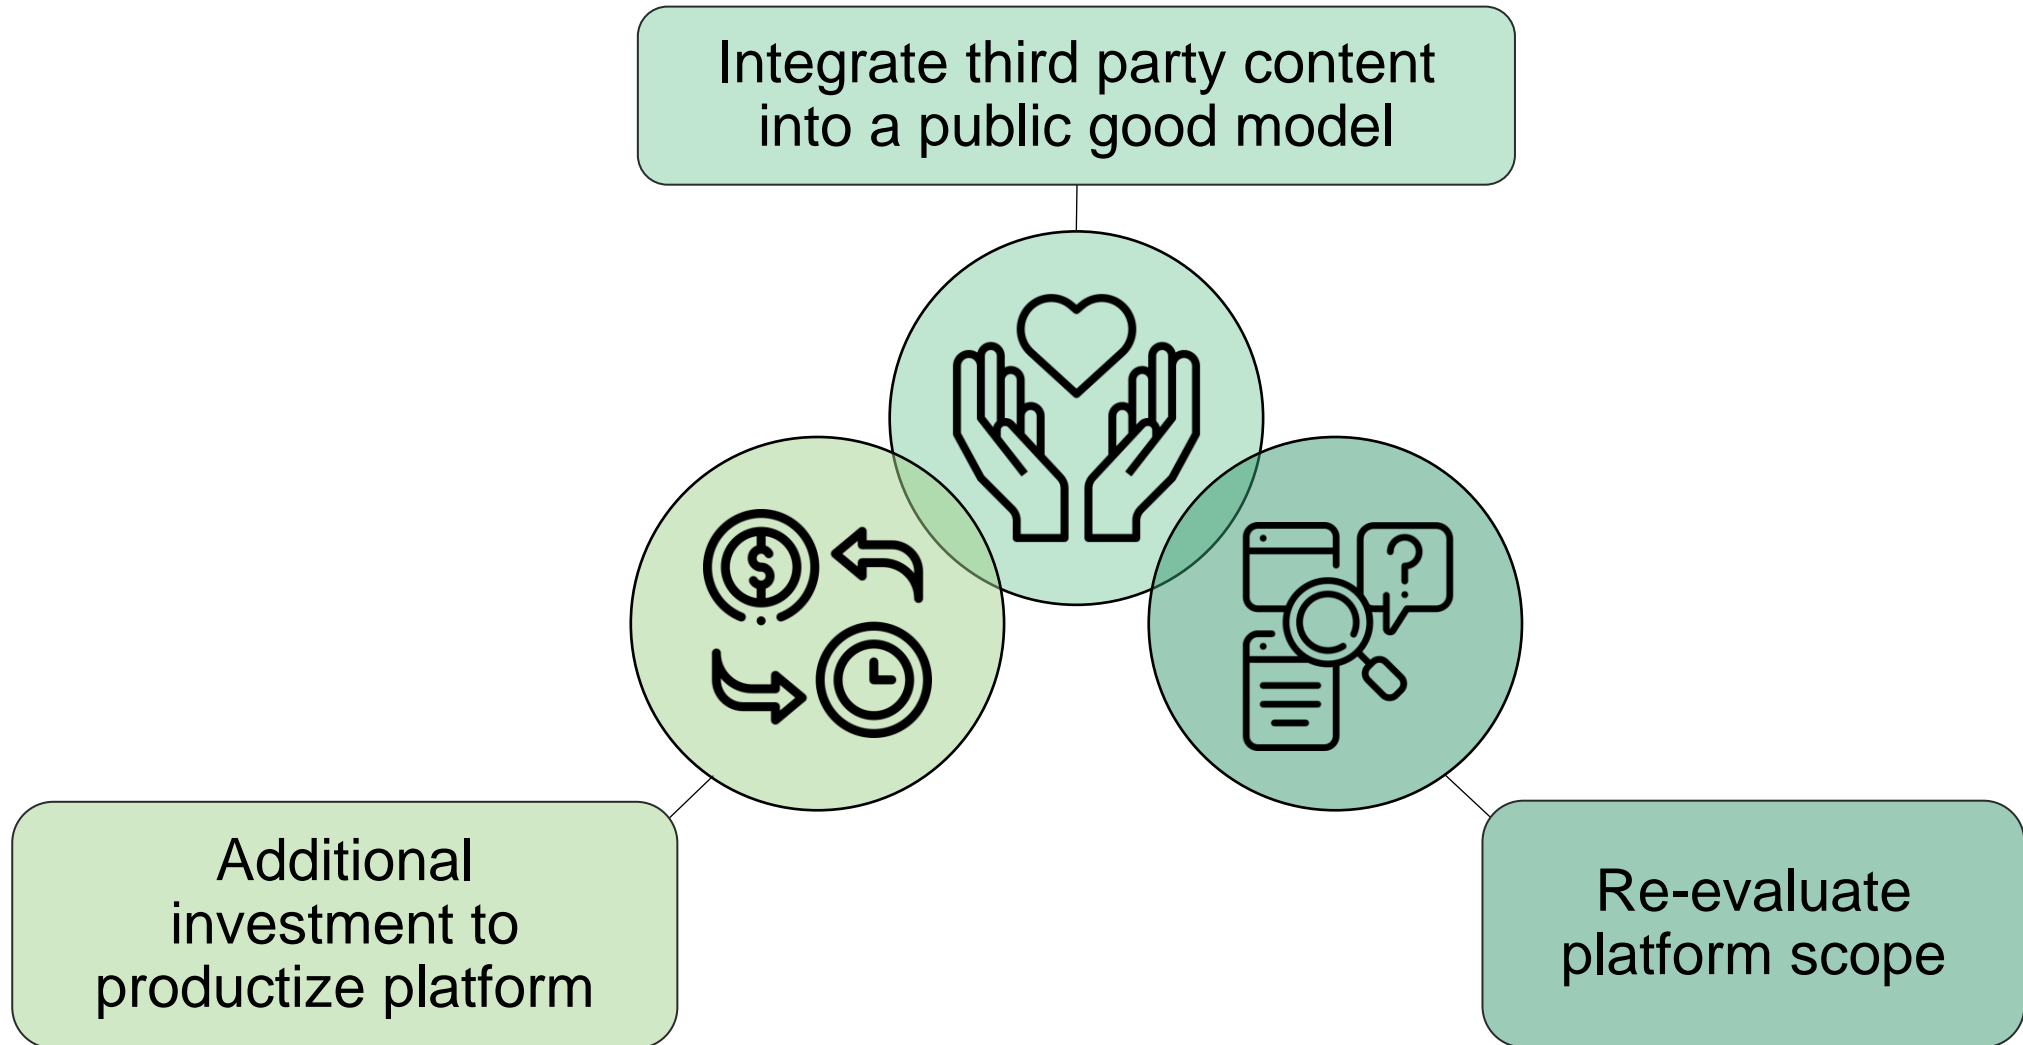 Integrate third party content
into a public good model
$
?
Additional
investment to
productize platform
Re-evaluate
platform scope